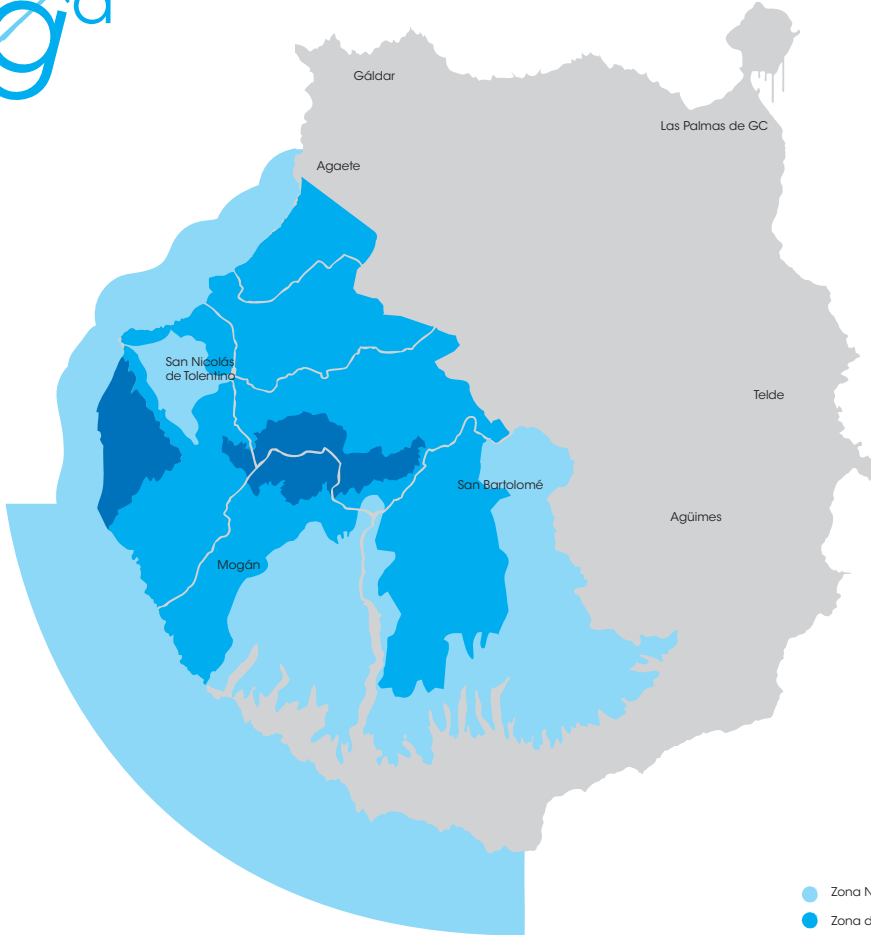 Gáldar
Las Palmas de GC
Agaete
San Nicolás
de Tolentino
Telde
San Bartolomé
Agüimes
Mogán
Zona
Zona